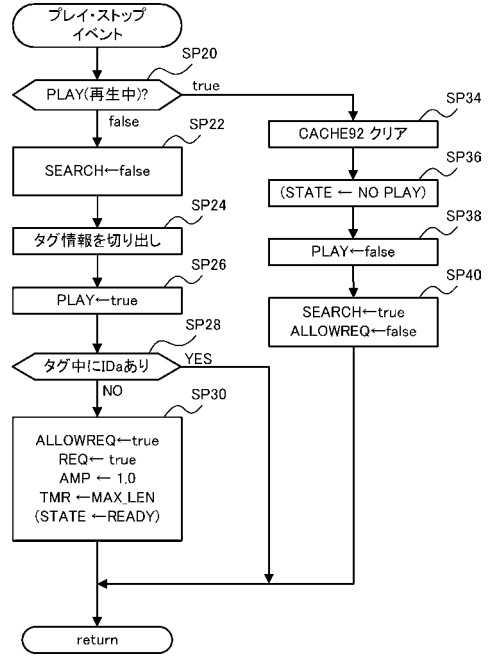 プレイ・ストップ
イベント
SP20
PLAY(再生中)?
true
false
SP22
SEARCH←false
SP24
タグ情報を切り出し
SP26
PLAY←true
SP28
タグ中にIDaあり
YES
NO
SP30
ALLOWREQ←true
REQ← true
AMP ← 1.0
TMR ←MAX_LEN
(STATE ←READY)
SP34
CACHE92 クリア
SP36
(STATE ← NO PLAY)
SP38
PLAY←false
SP40
SEARCH←true
ALLOWREQ←false
return